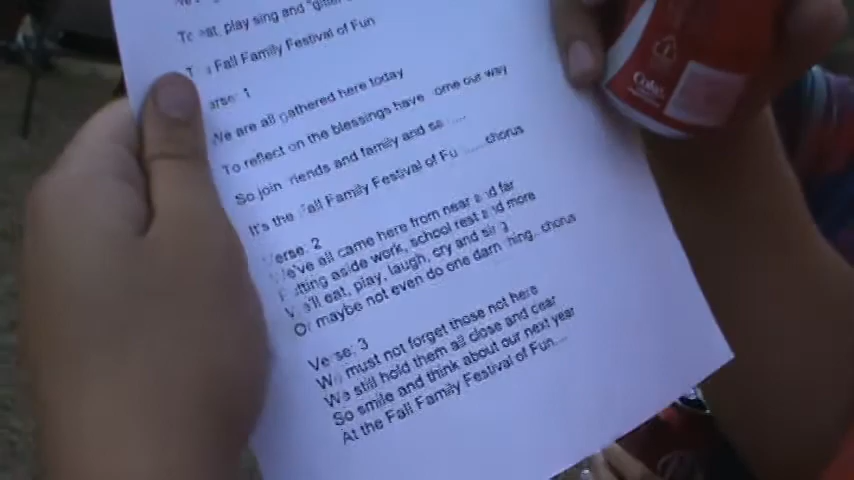 To eat, play sing and
Fall Family Festival of Fun
Verse: 1
We are all gathered here today
To reflect on the blessings have come our way
So join friends and family and
It's the Fall Family Festival of Fu ......chorus
Verse: 2
We've all came here from near and far
Putting aside work, school rest and more
We'll eat, play, laugh, cry and sing
Or maybe not even do one darn thing.. chorus
Verse: 3
We must not forget those not here
We still hold them all close and dear
So smile and think about our next year
At the Fall Family Festival of Fun....
Coke